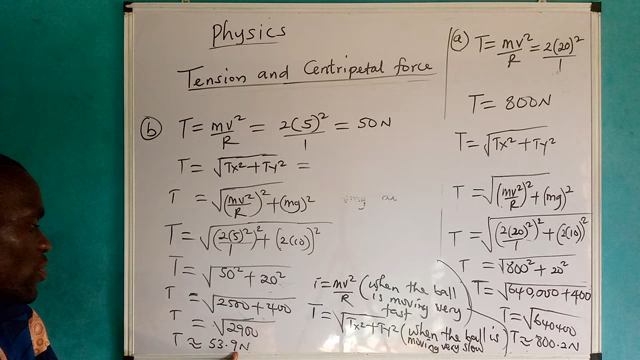 Physics
Tension and Centripetal force
(b) T = mv²/R = 2(5)²/1 = 50N
T = √(Tx² + Ty²) =
T = √((mv²/R)² + (mg)²)
T = √((2(5)²/1)² + (2(10))²)
T = √(50² + 20²)
T = √(2500 + 400)
T = √2900
T ≈ 53.9N
T = mv²/R (when the ball is moving very fast
T = √(Tx² + Ty²) (when the ball is moving very slow
(a) T = mv²/R = 2(20)²/1
T = 800N
T = √(Tx² + Ty²)
T = √((mv²/R)² + (mg)²)
T = √((2(20)²/1)² + (2(10))²)
T = √(800² + 20²)
T = √(640,000 + 400)
T = √640400
T ≈ 800.2N